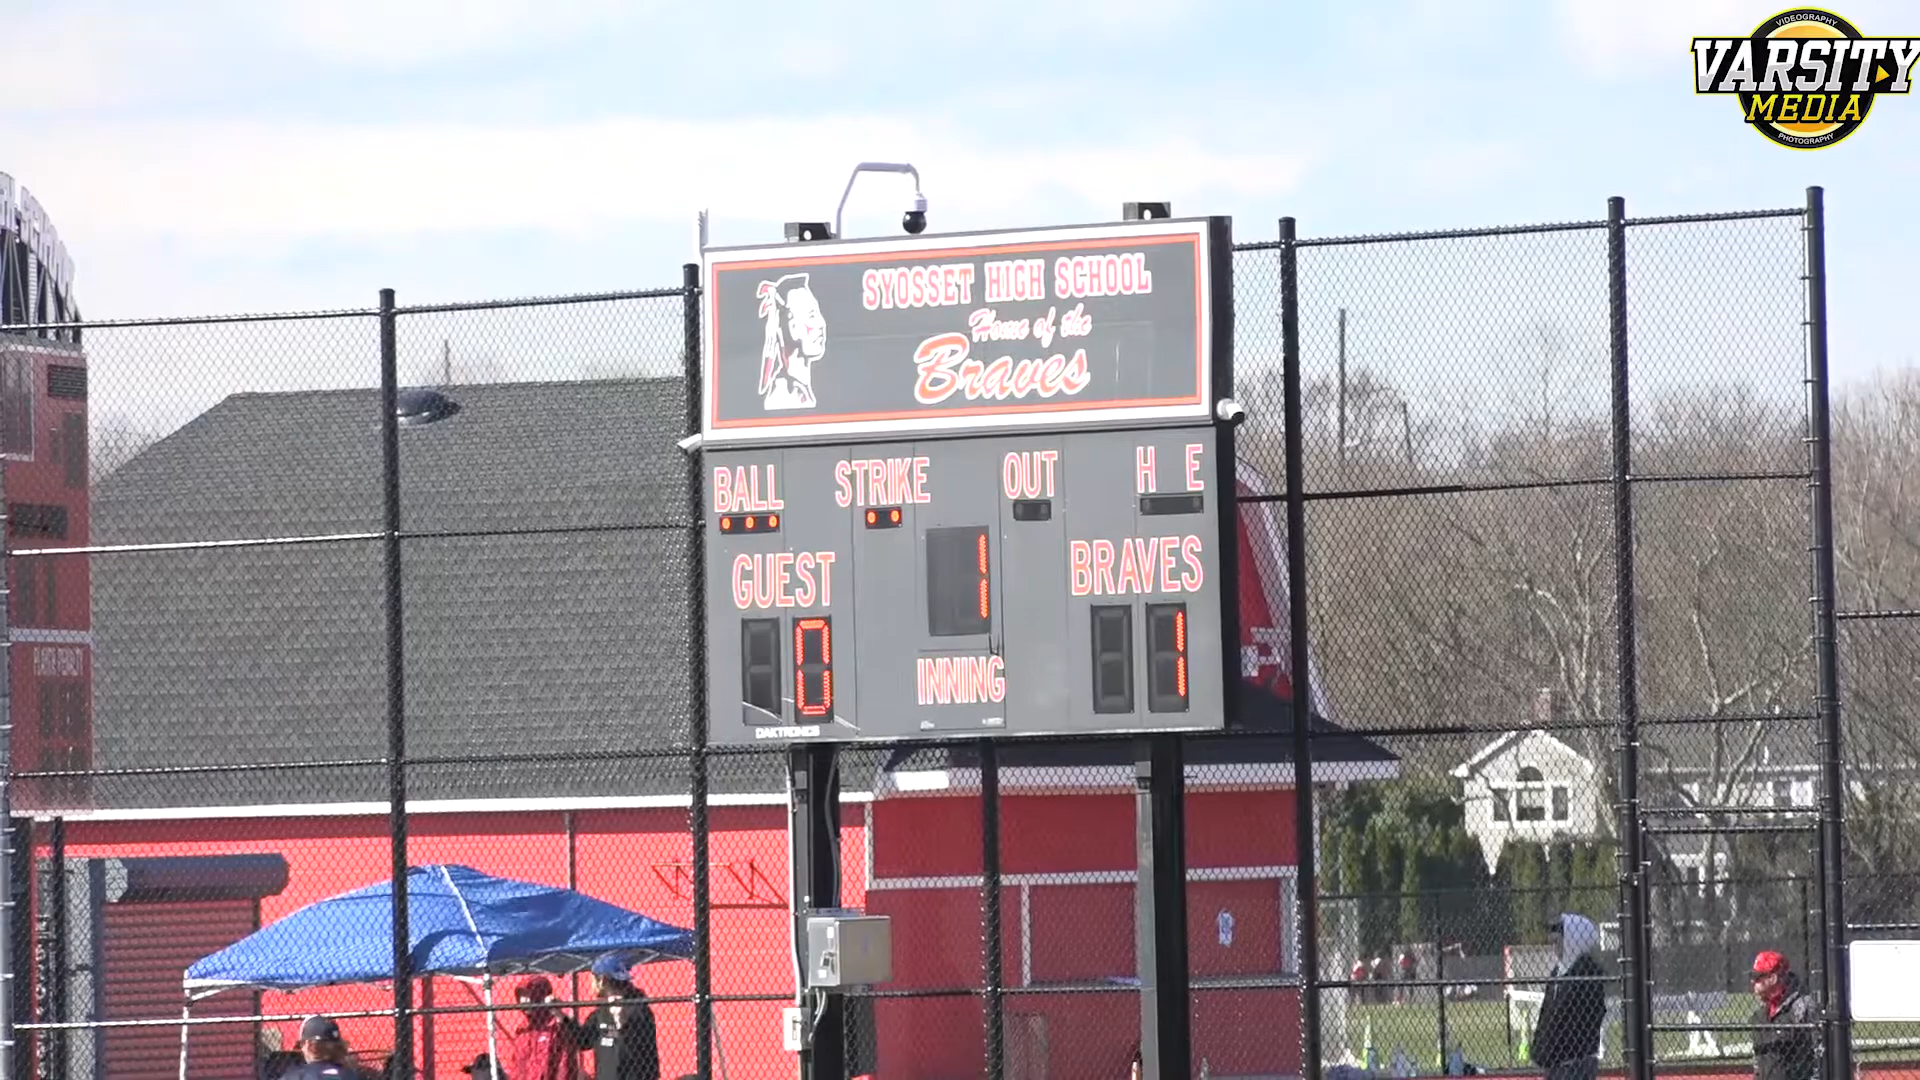 VIDEOGRAPHY
VARSITY
MEDIA
PHOTOGRAPHY
SYOSSET HIGH SCHOOL
Home of the
Braves
BALL STRIKE OUT H E
GUEST 1 BRAVES
0 INNING 1
DAKTRONICS